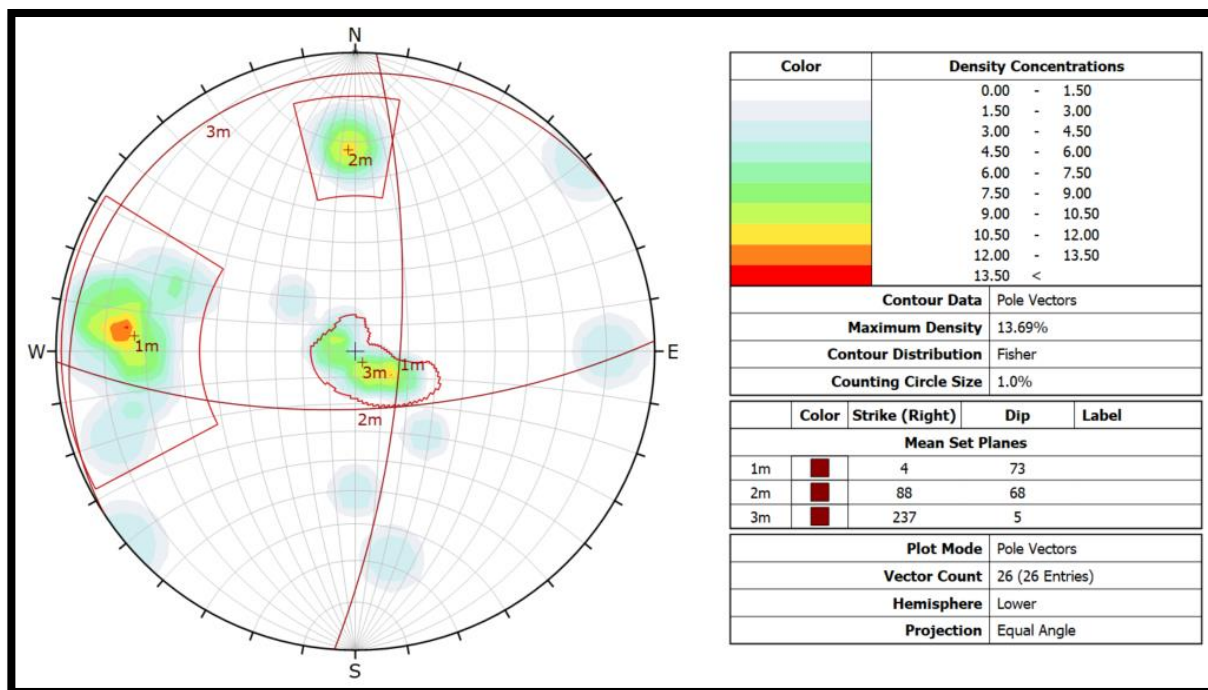 N
3m
2m
W
1m
3m
1m
E
2m
S
Color Density Concentrations
0.00 - 1.50
1.50 - 3.00
3.00 - 4.50
4.50 - 6.00
6.00 - 7.50
7.50 - 9.00
9.00 - 10.50
10.50 - 12.00
12.00 - 13.50
13.50 <
Contour Data Pole Vectors
Maximum Density 13.69%
Contour Distribution Fisher
Counting Circle Size 1.0%
Color Strike (Right) Dip Label
Mean Set Planes
1m 4 73
2m 88 68
3m 237 5
Plot Mode Pole Vectors
Vector Count 26 (26 Entries)
Hemisphere Lower
Projection Equal Angle